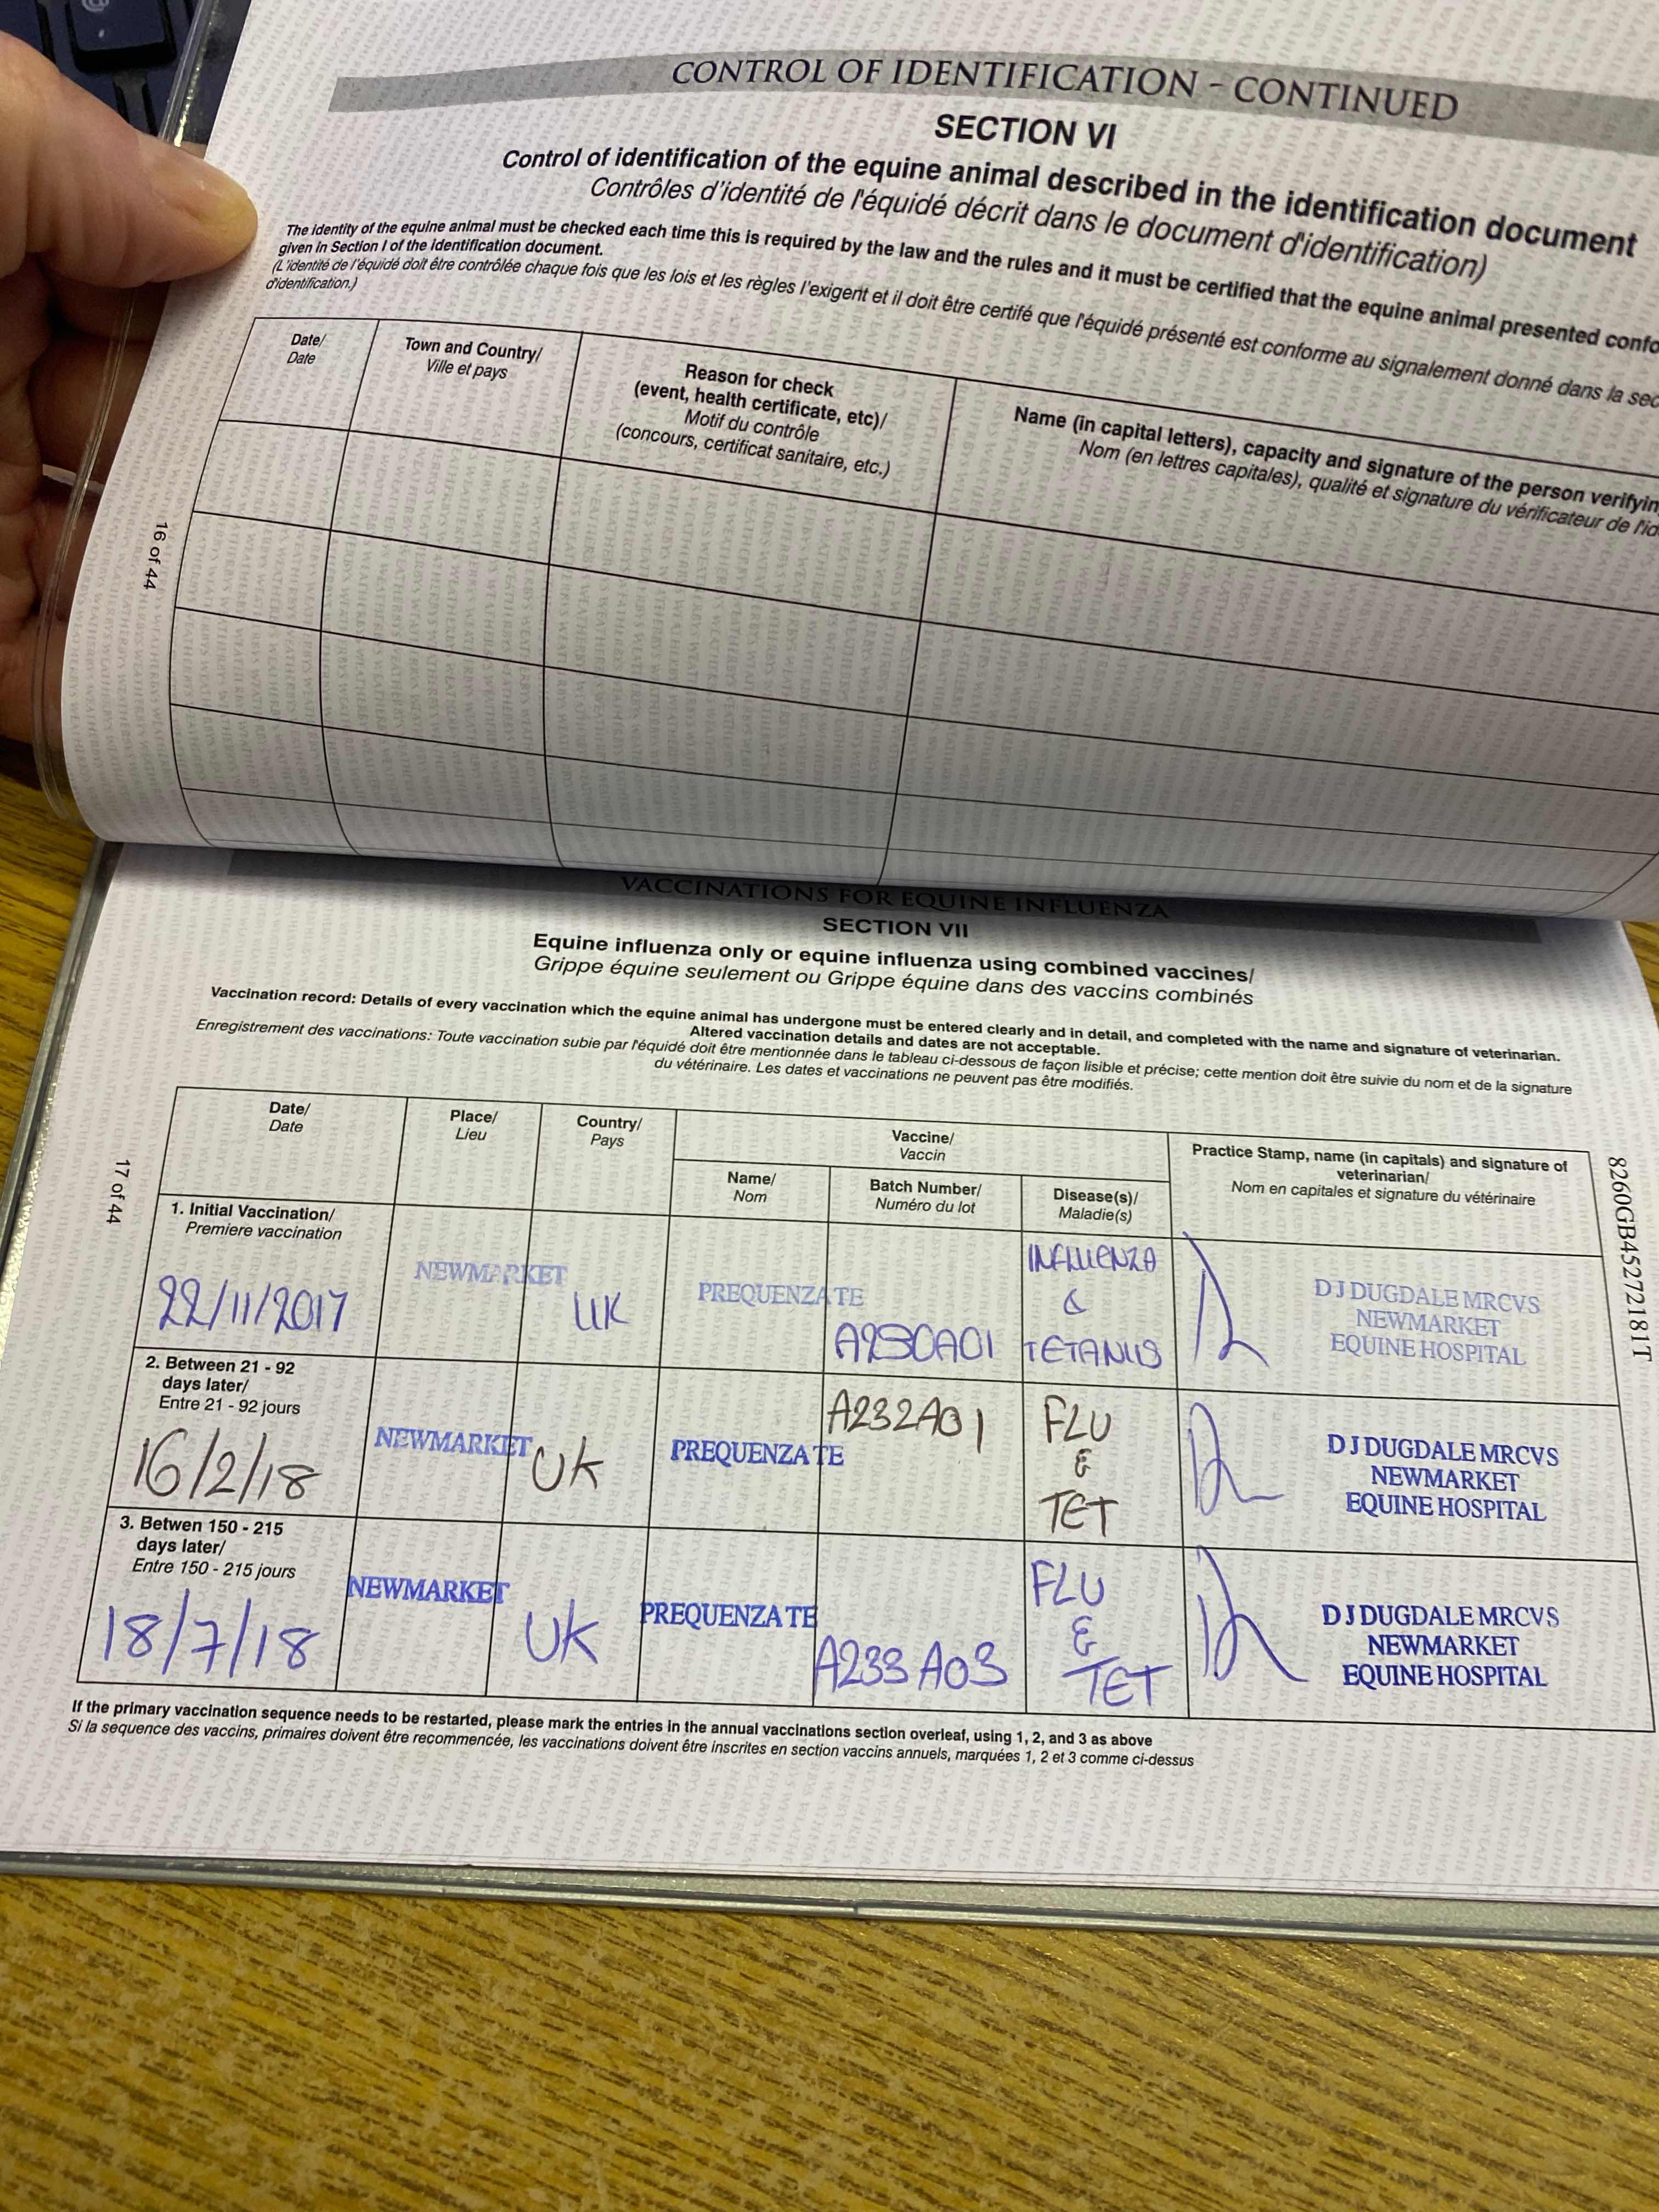 CONTROL OF IDENTIFICATION - CONTINUED
SECTION VI
Control of identification of the equine animal described in the identification document
Contrôles d'identité de l'équidé décrit dans le document d'identification)
The identity of the equine animal must be checked each time this is required by the law and the rules and it must be certified that the equine animal presented confo
given in Section I of the identification document.
(L'identité de l'équidé doit être contrôlée chaque fois que les lois et les règles l'exigent et il doit être certifé que l'équidé présenté est conforme au signalement donné dans la sec
d'identification.)
Date/
Date
Town and Country/
Ville et pays
Reason for check
(event, health certificate, etc)/
Motif du contrôle
(concours, certificat sanitaire, etc.)
Name (in capital letters), capacity and signature of the person verifyin
Nom (en lettres capitales), qualité et signature du vérificateur de l'id
16 of 44
VACCINATIONS FOR EQUINE INFLUENZA
SECTION VII
Equine influenza only or equine influenza using combined vaccines/
Grippe équine seulement ou Grippe équine dans des vaccins combinés
Vaccination record: Details of every vaccination which the equine animal has undergone must be entered clearly and in detail, and completed with the name and signature of veterinarian.
Altered vaccination details and dates are not acceptable.
Enregistrement des vaccinations: Toute vaccination subie par l'équidé doit être mentionnée dans le tableau ci-dessous de façon lisible et précise; cette mention doit être suivie du nom et de la signature
du vétérinaire. Les dates et vaccinations ne peuvent pas être modifiés.
Date/
Date
Place/
Lieu
Country/
Pays
Vaccine/
Vaccin
Name/
Nom
Batch Number/
Numéro du lot
Disease(s)/
Maladie(s)
Practice Stamp, name (in capitals) and signature of
veterinarian/
Nom en capitales et signature du vétérinaire
1. Initial Vaccination/
Premiere vaccination
22/11/2017
NEWMARKET
UK
PREQUENZA TE
A230A01
INFLUENZA
&
TETANUS
D J DUGDALE MRCVS
NEWMARKET
EQUINE HOSPITAL
2. Between 21 - 92
days later/
Entre 21 - 92 jours
16/2/18
NEWMARKET
UK
PREQUENZA TE
A232A01
FLU
&
TET
D J DUGDALE MRCVS
NEWMARKET
EQUINE HOSPITAL
3. Betwen 150 - 215
days later/
Entre 150 - 215 jours
18/7/18
NEWMARKET
UK
PREQUENZA TE
A233A03
FLU
&
TET
D J DUGDALE MRCVS
NEWMARKET
EQUINE HOSPITAL
If the primary vaccination sequence needs to be restarted, please mark the entries in the annual vaccinations section overleaf, using 1, 2, and 3 as above
Si la sequence des vaccins, primaires doivent être recommencée, les vaccinations doivent être inscrites en section vaccins annuels, marquées 1, 2 et 3 comme ci-dessus
17 of 44
8260GB45272181T